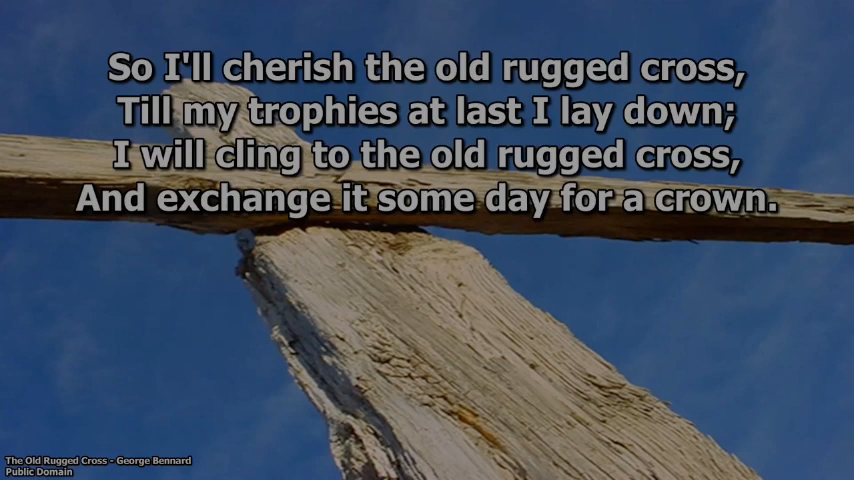 So I'll cherish the old rugged cross,
Till my trophies at last I lay down;
I will cling to the old rugged cross,
And exchange it some day for a crown.
The Old Rugged Cross - George Bennard
Public Domain